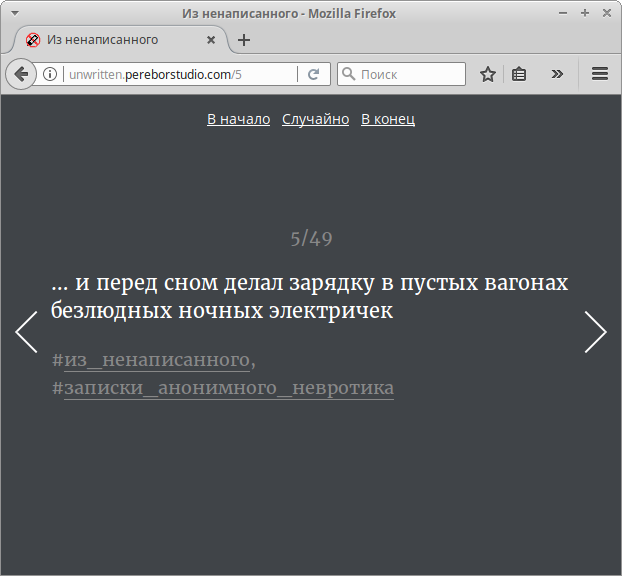 Из ненаписанного - Mozilla Firefox
Из ненаписанного
unwritten.pereborstudio.com/5
Поиск
В начало Случайно В конец
5/49
... и перед сном делал зарядку в пустых вагонах
безлюдных ночных электричек
#из_ненаписанного,
#записки_анонимного_невротика